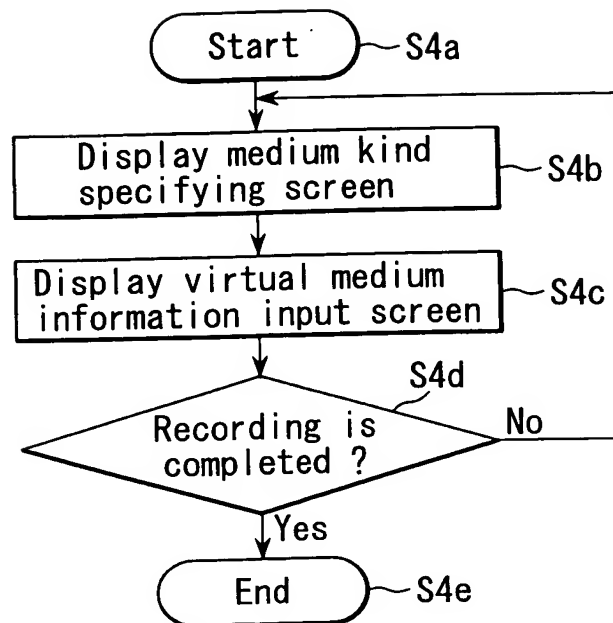 Start
S4a
Display medium kind
specifying screen
S4b
Display virtual medium
information input screen
S4c
S4d
Recording is
completed ?
No
Yes
End
S4e